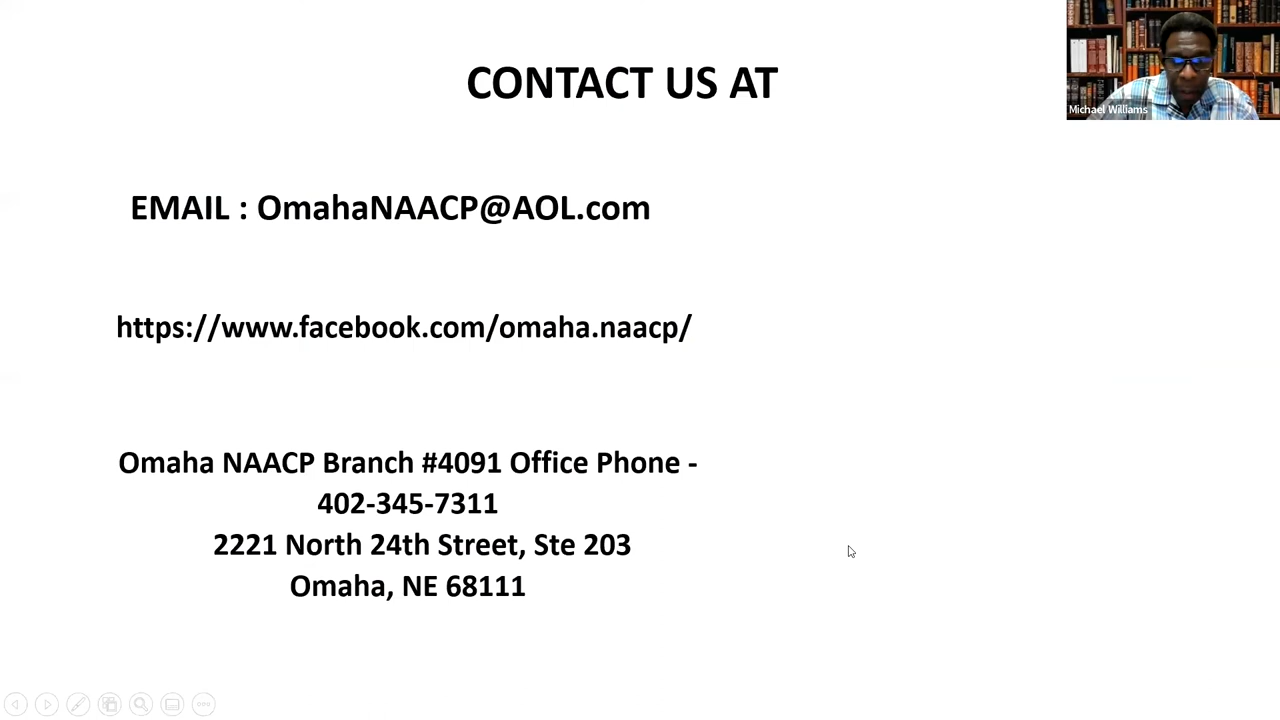 CONTACT US AT
Michael Williams
EMAIL : OmahaNAACP@AOL.com
https://www.facebook.com/omaha.naacp/
Omaha NAACP Branch #4091 Office Phone -
402-345-7311
2221 North 24th Street, Ste 203
Omaha, NE 68111